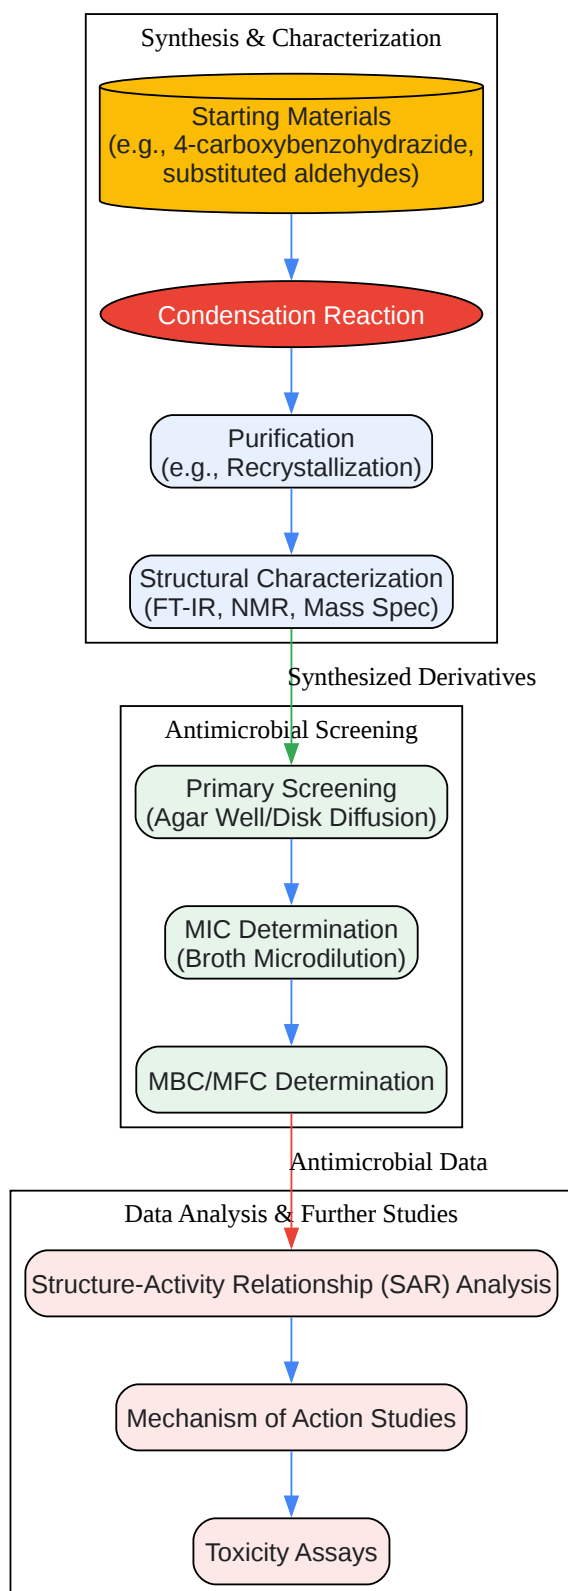 Synthesis & Characterization
Starting Materials
(e.g., 4-carboxybenzohydrazide,
substituted aldehydes)
Condensation Reaction
Purification
(e.g., Recrystallization)
Structural Characterization
(FT-IR, NMR, Mass Spec)
Synthesized Derivatives
Antimicrobial Screening
Primary Screening
(Agar Well/Disk Diffusion)
MIC Determination
(Broth Microdilution)
MBC/MFC Determination
Antimicrobial Data
Data Analysis & Further Studies
Structure-Activity Relationship (SAR) Analysis
Mechanism of Action Studies
Toxicity Assays